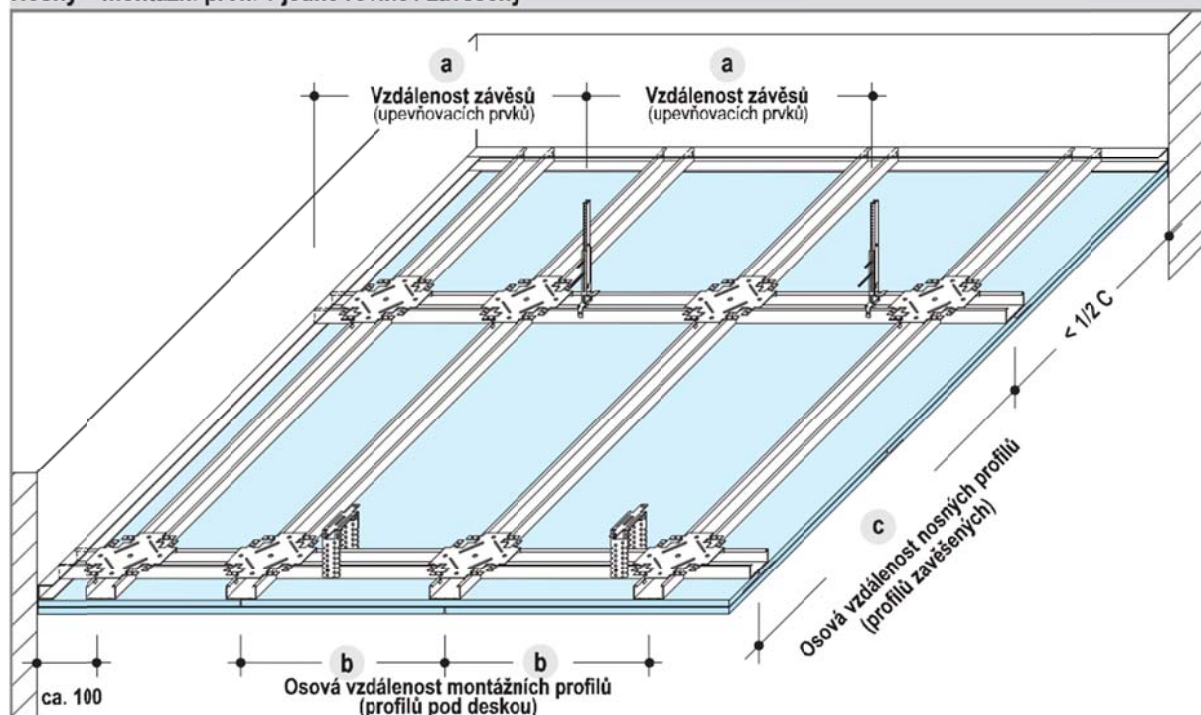 a
Vzdálenost závěsů
(upevňovacích prvků)
a
Vzdálenost závěsů
(upevňovacích prvků)
< 1/2 C
c
Osová vzdálenost nosných profilů
(profilů zavěšených)
ca. 100
b
b
Osová vzdálenost montážních profilů
(profilů pod deskou)